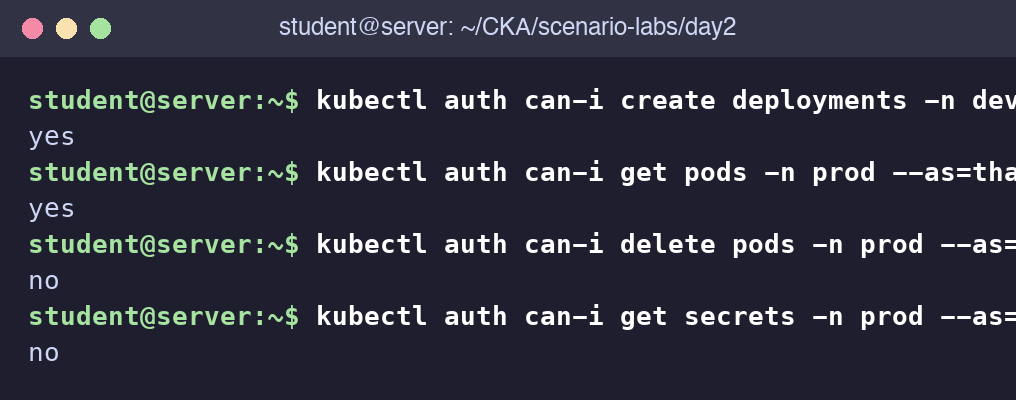 student@server: ~/CKA/scenario-labs/day2
student@server:~$ kubectl auth can-i create deployments -n dev
yes
student@server:~$ kubectl auth can-i get pods -n prod --as=tha
yes
student@server:~$ kubectl auth can-i delete pods -n prod --as=
no
student@server:~$ kubectl auth can-i get secrets -n prod --as=
no